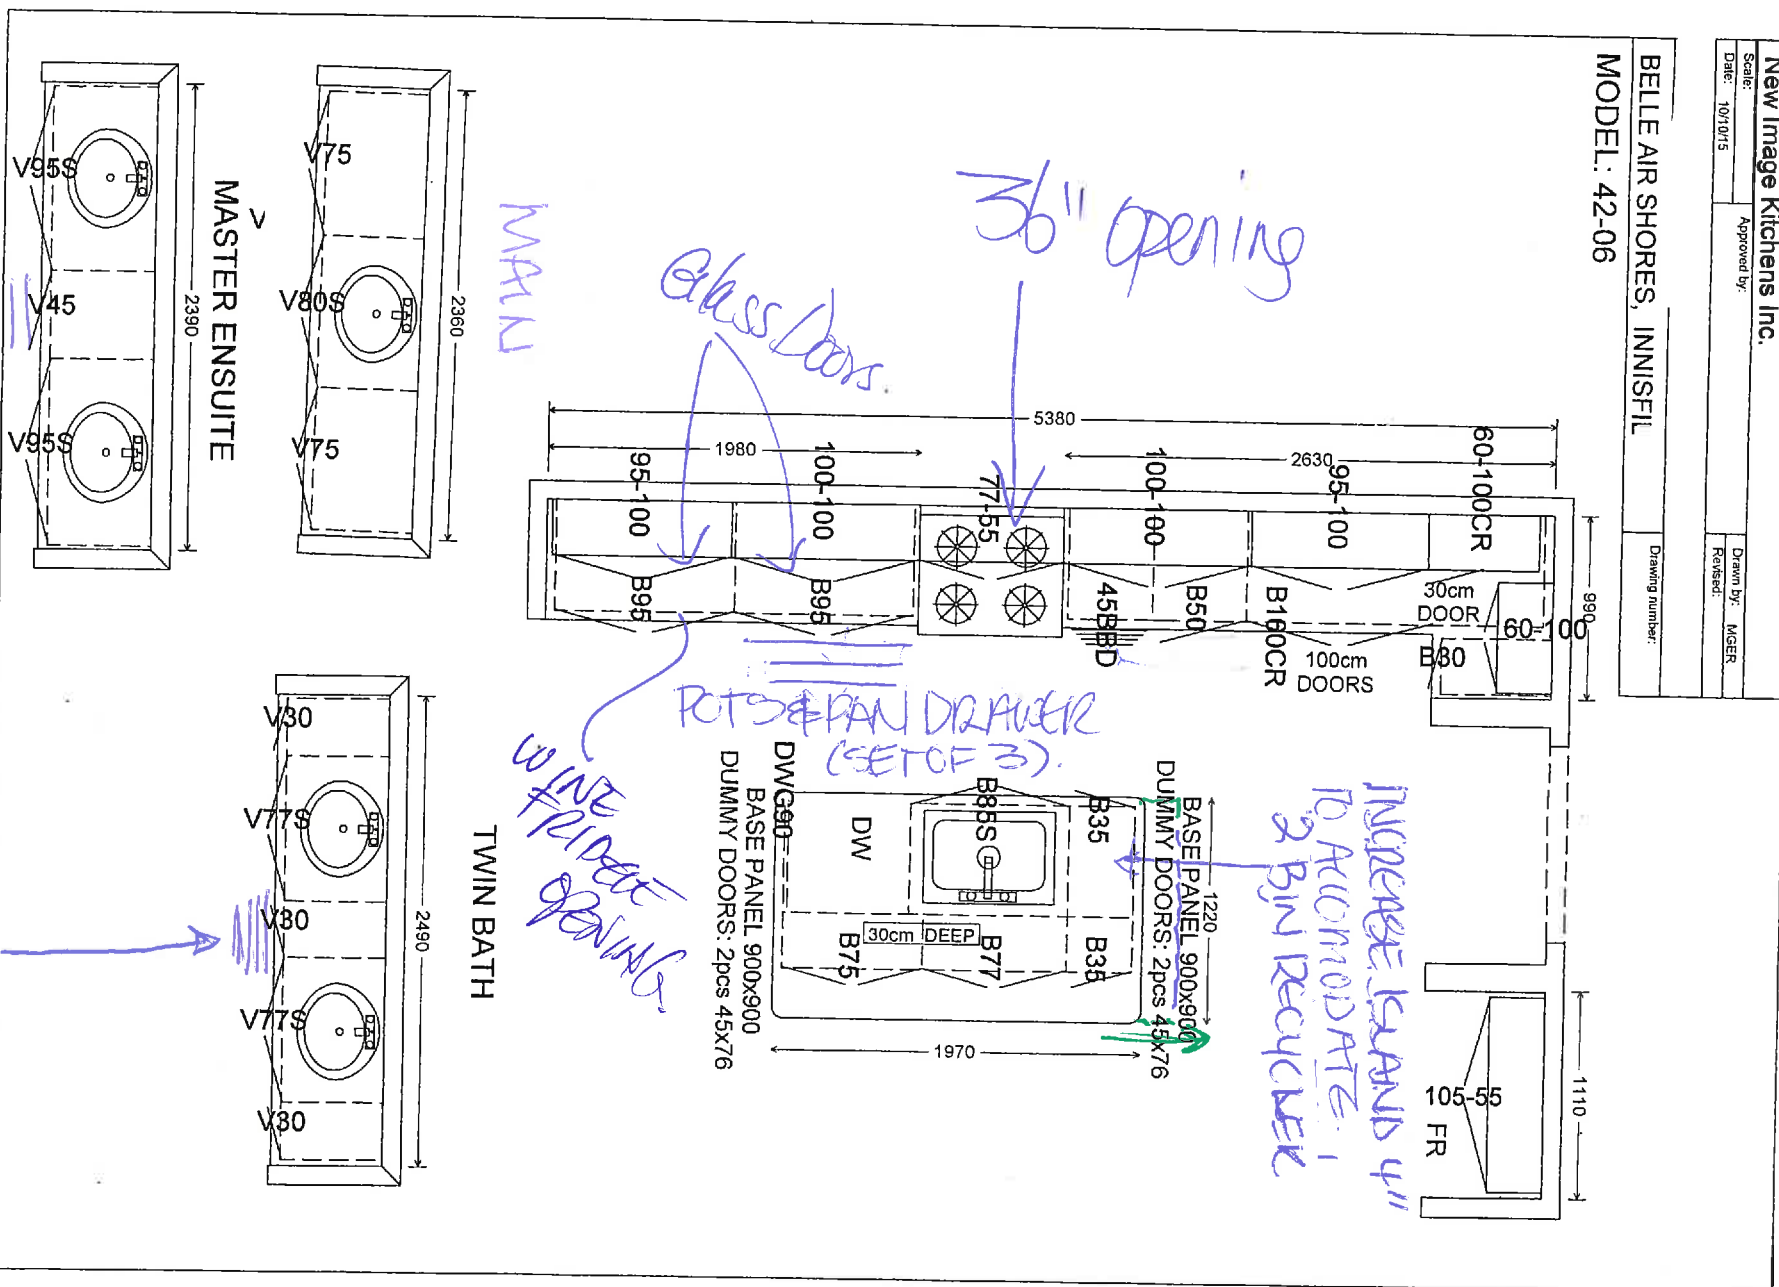 New Image Kitchens Inc.
Scale:
Approved by:
Drawn by: MGER
Date: 10/10/15
Revised:
BELLE AIR SHORES, INNISFIL
Drawing number:
MODEL: 42-06
36" opening
Glass Doors
MAIN
5380
1980
2630
95-100
100-100
77-55
100-100
95-100
60-100CR
990
B95
B95
45BBD
B50
B160CR
30cm
DOOR
60-100
100cm
DOORS
B30
POTS & PAN DRAWER
(SET OF 3).
WINE
FRIDGE
OPENING.
INCREASE ISLAND 4"
TO ACCOMODATE
2 BIN RECYCLER
BASE PANEL 900x900
DUMMY DOORS: 2pcs 45x76
1220
B35
B85S
DW
DWG90
BASE PANEL 900x900
DUMMY DOORS: 2pcs 45x76
30cm DEEP
B75
B77
B35
1970
1110
105-55
FR
V75
V80S
V75
2360
V95S
V45
V95S
2390
MASTER ENSUITE
V30
V77S
V30
V77S
V30
2490
TWIN BATH